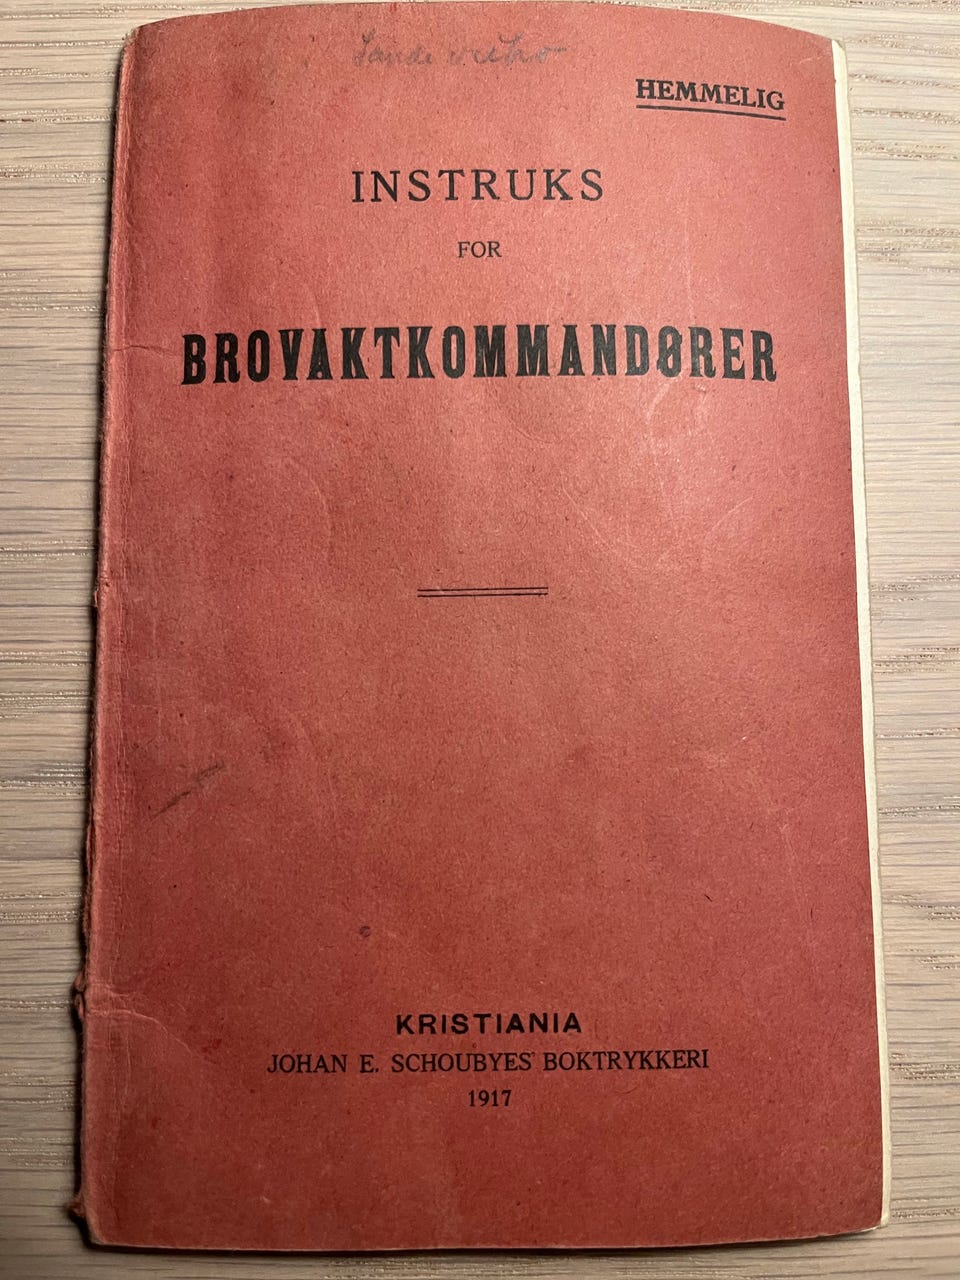 HEMMELIG
INSTRUKS
FOR
BROVAKTKOMMANDØRER
KRISTIANIA
JOHAN E. SCHOUBYES' BOKTRYKKERI
1917